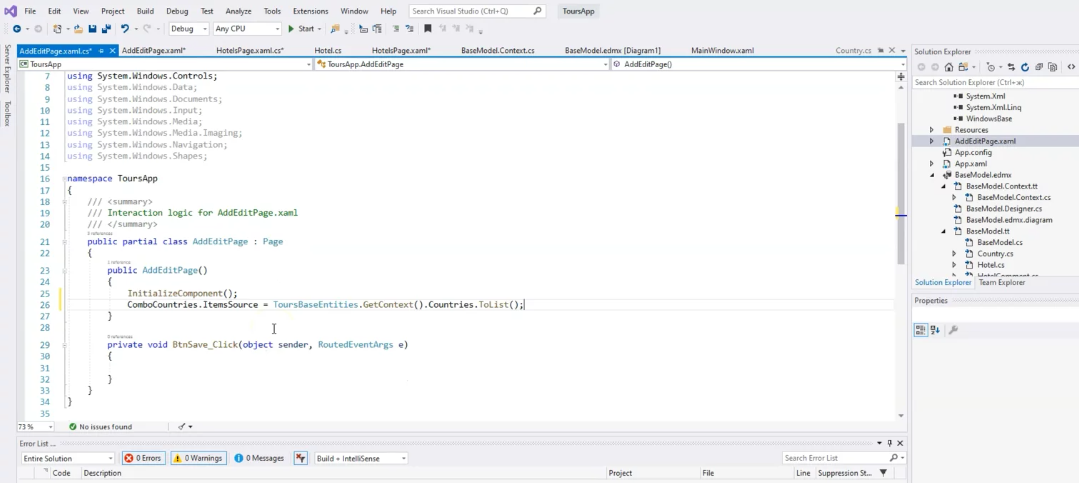 File Edit View Project Build Debug Test Analyze Tools Extensions Window Help Search Visual Studio (Ctrl+Q) ToursApp
Debug Any CPU Start
AddEditPage.xaml.cs* AddEditPage.xaml* HotelsPage.xaml.cs* Hotel.cs HotelsPage.xaml* BaseModel.Context.cs BaseModel.edmx [Diagram1] MainWindow.xaml Country.cs
ToursApp ToursApp.AddEditPage AddEditPage()
Server Explorer
Toolbox
7 using System.Windows.Controls;
8 using System.Windows.Data;
9 using System.Windows.Documents;
10 using System.Windows.Input;
11 using System.Windows.Media;
12 using System.Windows.Media.Imaging;
13 using System.Windows.Navigation;
14 using System.Windows.Shapes;
15
16 namespace ToursApp
17 {
18 /// <summary>
19 /// Interaction logic for AddEditPage.xaml
20 /// </summary>
21 public partial class AddEditPage : Page
22 {
23 public AddEditPage()
24 {
25 InitializeComponent();
26 ComboCountries.ItemsSource = ToursBaseEntities.GetContext().Countries.ToList();
27 }
28
0 references
29 private void BtnSave_Click(object sender, RoutedEventArgs e)
30 {
31
32 }
33 }
34 }
35
73 % No issues found
Error List ...
Entire Solution 0 Errors 0 Warnings 0 Messages Build + IntelliSense Search Error List
Code Description Project File Line Suppression St...
Solution Explorer
Search Solution Explorer (Ctrl+ж)
System.Xml
System.Xml.Linq
WindowsBase
Resources
AddEditPage.xaml
App.config
App.xaml
BaseModel.edmx
BaseModel.Context.tt
BaseModel.Context.cs
BaseModel.Designer.cs
BaseModel.edmx.diagram
BaseModel.tt
BaseModel.cs
Country.cs
Hotel.cs
Solution Explorer Team Explorer
Properties